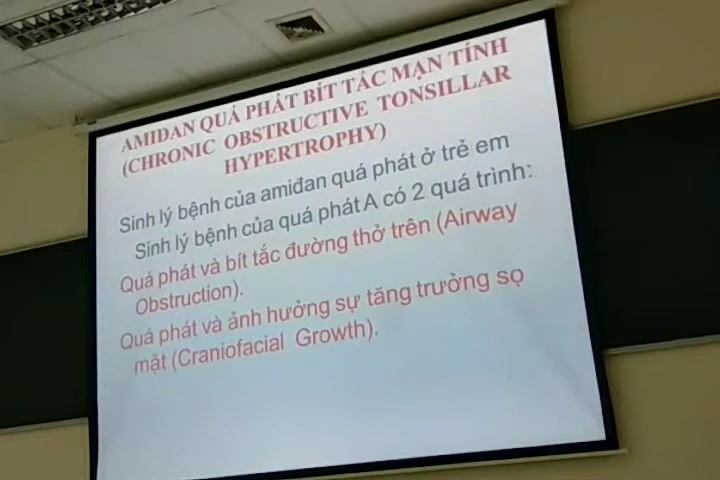 AMIĐAN QUÁ PHÁT BÍT TẮC MẠN TÍNH
(CHRONIC OBSTRUCTIVE TONSILLAR
HYPERTROPHY)
Sinh lý bệnh của amiđan quá phát ở trẻ em
Sinh lý bệnh của quá phát A có 2 quá trình:
Quá phát và bít tắc đường thở trên (Airway
Obstruction).
Quá phát và ảnh hưởng sự tăng trưởng sọ
mặt (Craniofacial Growth).